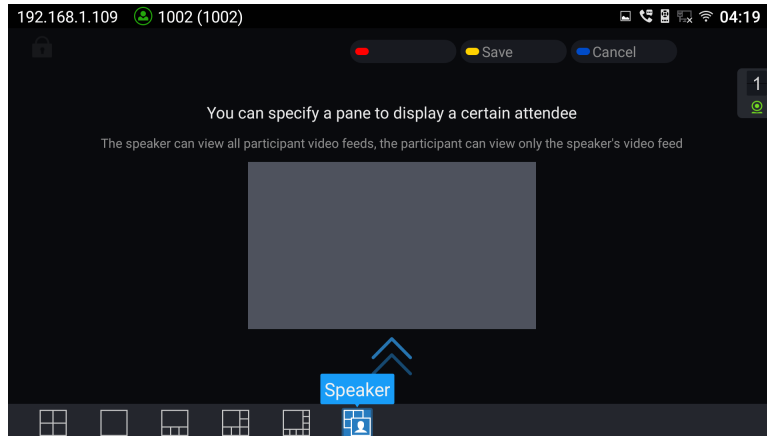 192.168.1.109 1002 (1002) 04:19
Save Cancel
1
You can specify a pane to display a certain attendee
The speaker can view all participant video feeds, the participant can view only the speaker's video feed
Speaker